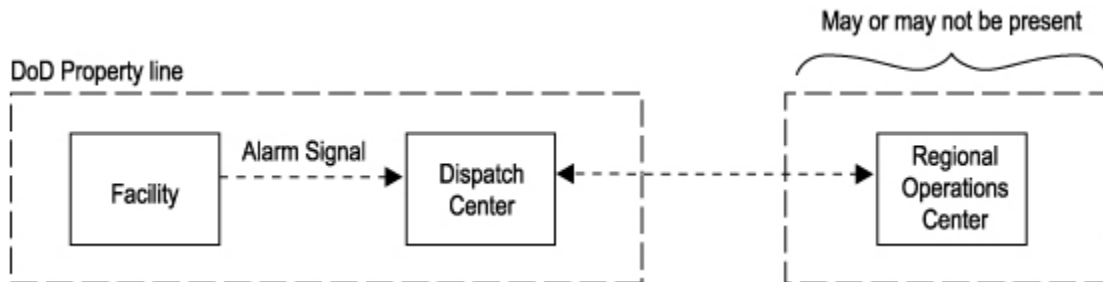 May or may not be present
DoD Property line
Facility
Alarm Signal
Dispatch
Center
Regional
Operations
Center